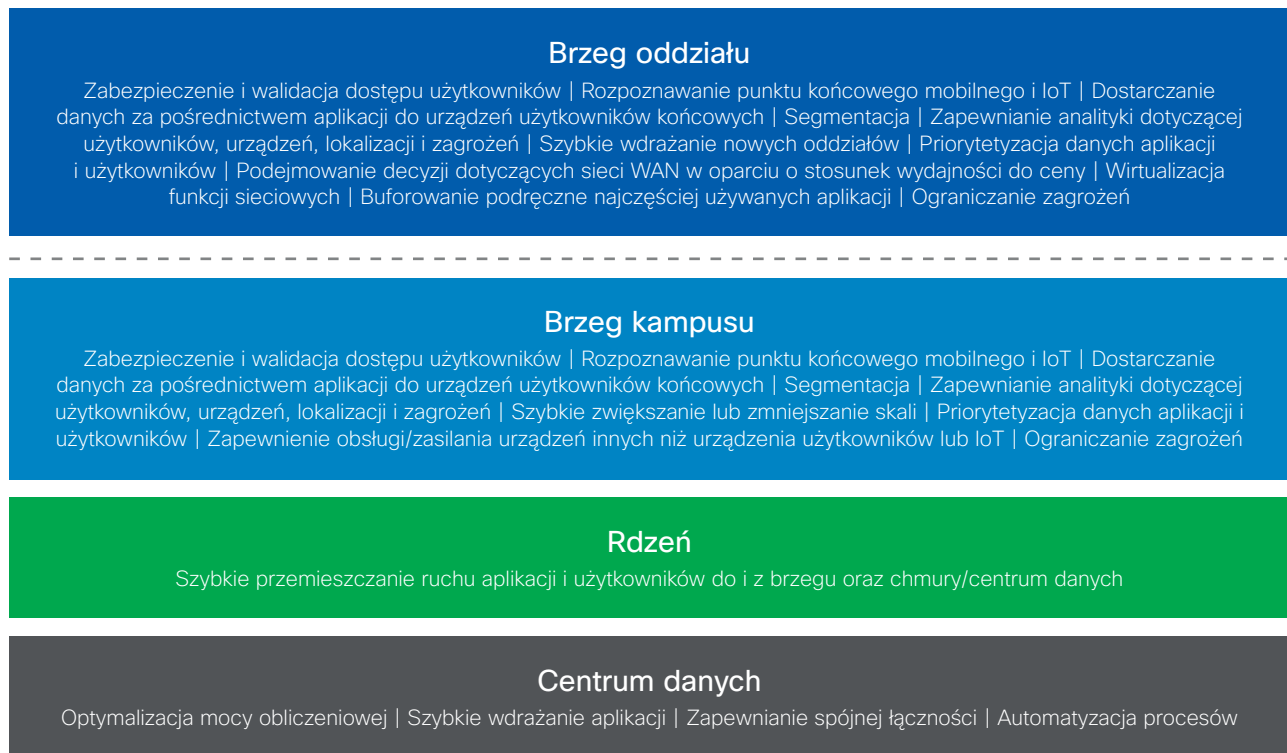 Brzeg oddziału
Zabezpieczenie i walidacja dostępu użytkowników | Rozpoznawanie punktu końcowego mobilnego i IoT | Dostarczanie
danych za pośrednictwem aplikacji do urządzeń użytkowników końcowych | Segmentacja | Zapewnianie analityki dotyczącej
użytkowników, urządzeń, lokalizacji i zagrożeń | Szybkie wdrażanie nowych oddziałów | Priorytetyzacja danych aplikacji
i użytkowników | Podejmowanie decyzji dotyczących sieci WAN w oparciu o stosunek wydajności do ceny | Wirtualizacja
funkcji sieciowych | Buforowanie podręczne najczęściej używanych aplikacji | Ograniczanie zagrożeń
Brzeg kampusu
Zabezpieczenie i walidacja dostępu użytkowników | Rozpoznawanie punktu końcowego mobilnego i IoT | Dostarczanie
danych za pośrednictwem aplikacji do urządzeń użytkowników końcowych | Segmentacja | Zapewnianie analityki dotyczącej
użytkowników, urządzeń, lokalizacji i zagrożeń | Szybkie zwiększanie lub zmniejszanie skali | Priorytetyzacja danych aplikacji i
użytkowników | Zapewnienie obsługi/zasilania urządzeń innych niż urządzenia użytkowników lub IoT | Ograniczanie zagrożeń
Rdzeń
Szybkie przemieszczanie ruchu aplikacji i użytkowników do i z brzegu oraz chmury/centrum danych
Centrum danych
Optymalizacja mocy obliczeniowej | Szybkie wdrażanie aplikacji | Zapewnianie spójnej łączności | Automatyzacja procesów